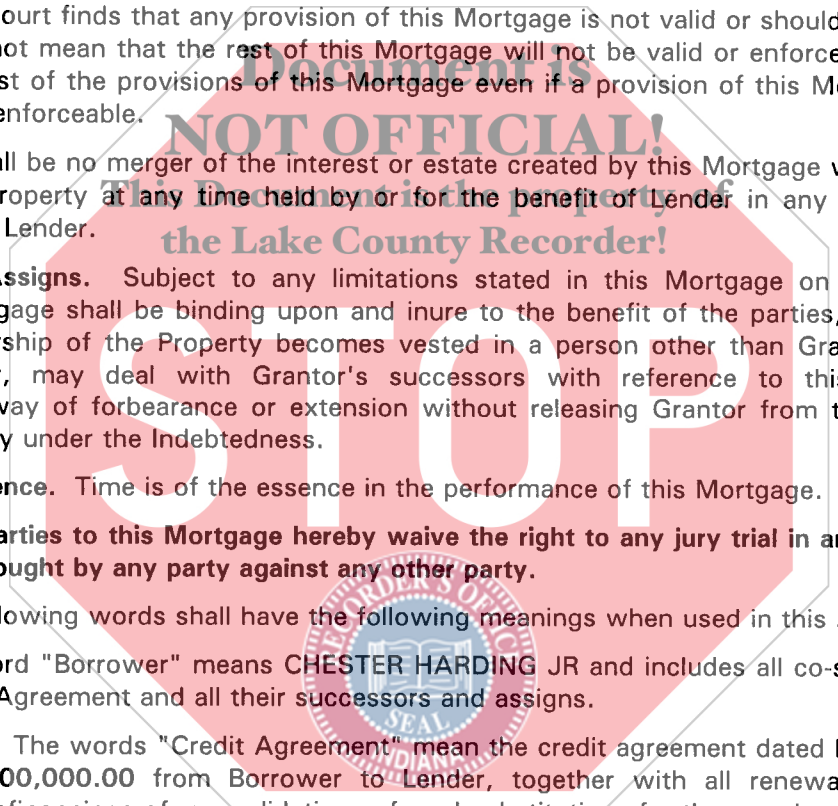 ourt finds that any provision of this Mortgage is not valid or should
not mean that the rest of this Mortgage will not be valid or enforce
st of the provisions of this Mortgage even if a provision of this M
enforceable.
Document is
NOT OFFICIAL!
This Document is the property of
the Lake County Recorder!
all be no merger of the interest or estate created by this Mortgage
roperty at any time held by or for the benefit of Lender in any
Lender.
Assigns. Subject to any limitations stated in this Mortgage on
gage shall be binding upon and inure to the benefit of the parties,
rship of the Property becomes vested in a person other than Gra
, may deal with Grantor's successors with reference to this
way of forbearance or extension without releasing Grantor from t
y under the Indebtedness.
STOP
ence. Time is of the essence in the performance of this Mortgage.
arties to this Mortgage hereby waive the right to any jury trial in a
ought by any party against any other party.
lowing words shall have the following meanings when used in this
ord "Borrower" means CHESTER HARDING JR and includes all co-s
Agreement and all their successors and assigns.
RECORDER'S OFFICE
SEAL
INDIANA
The words "Credit Agreement" mean the credit agreement dated
00,000.00 from Borrower to Lender, together with all renewa